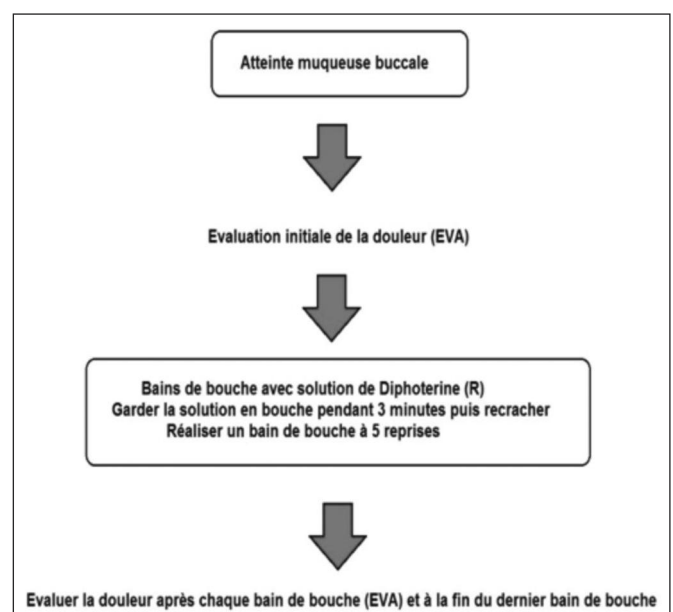 Atteinte muqueuse buccale
Evaluation initiale de la douleur (EVA)
Bains de bouche avec solution de Diphoterine (R)
Garder la solution en bouche pendant 3 minutes puis recracher
Réaliser un bain de bouche à 5 reprises
Evaluer la douleur après chaque bain de bouche (EVA) et à la fin du dernier bain de bouche